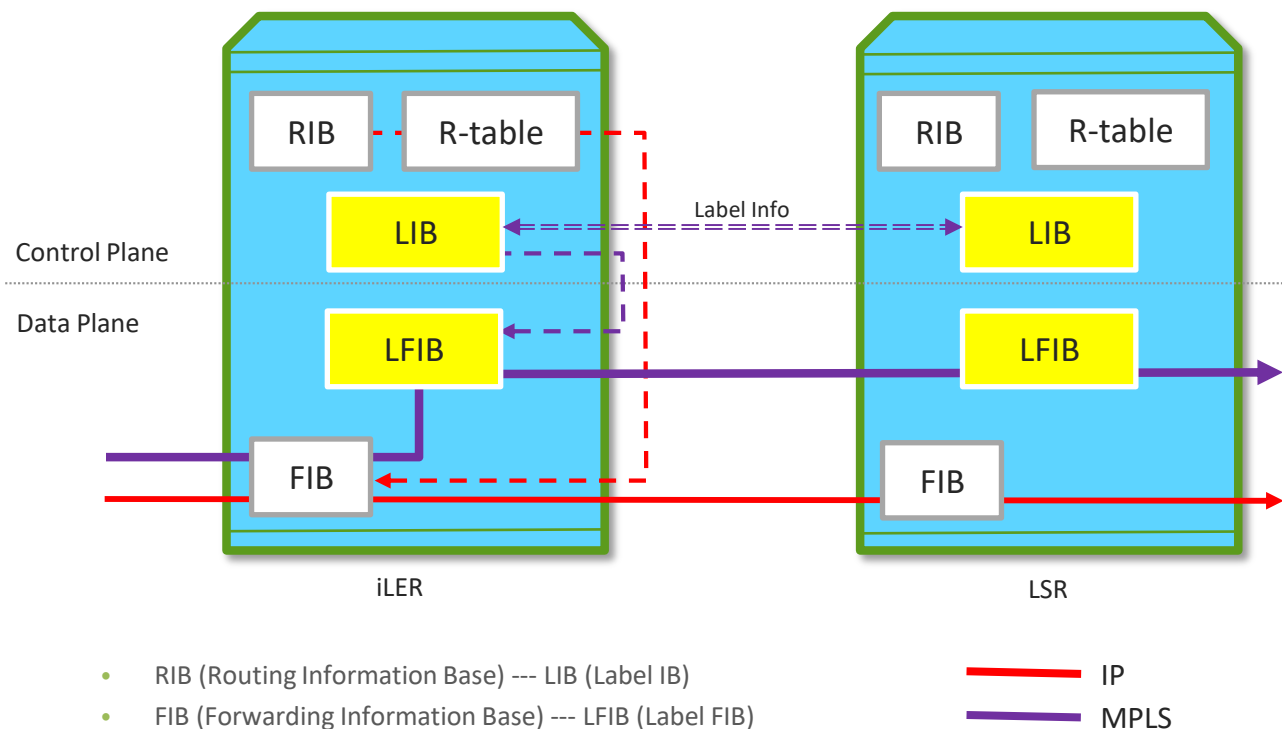 RIB
R-table
RIB
R-table
LIB
Label Info
LIB
Control Plane
Data Plane
LFIB
LFIB
FIB
FIB
iLER
LSR
• RIB (Routing Information Base) --- LIB (Label IB)
• FIB (Forwarding Information Base) --- LFIB (Label FIB)
IP
MPLS